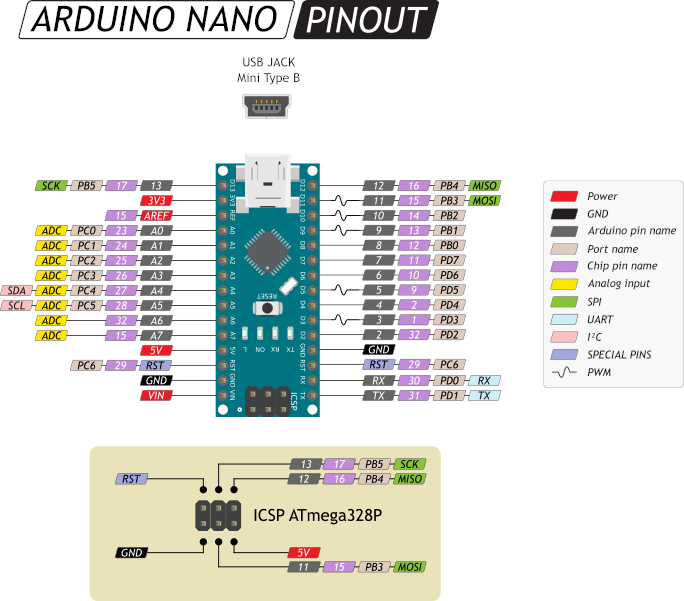 ARDUINO NANO PINOUT
USB JACK
Mini Type B
SCK PB5 17 13 D13 D12 12 16 PB4 MISO
3V3 3V3 D11 11 15 PB3 MOSI
15 AREF REF D10 10 14 PB2
ADC PC0 23 A0 A0 D9 9 13 PB1
ADC PC1 24 A1 A1 D8 8 12 PB0
ADC PC2 25 A2 A2 D7 7 11 PD7
ADC PC3 26 A3 A3 D6 6 10 PD6
SDA ADC PC4 27 A4 A4 D5 5 9 PD5
SCL ADC PC5 28 A5 A5 D4 4 2 PD4
ADC 32 A6 A6 D3 3 1 PD3
ADC 15 A7 A7 D2 2 32 PD2
5V 5V GND GND
PC6 29 RST RST RST RST 29 PC6
GND GND RX RX 30 PD0 RX
VIN VIN TX TX 31 PD1 TX
RESET
L ON RX TX
ICSP
Power
GND
Arduino pin name
Port name
Chip pin name
Analog input
SPI
UART
I²C
SPECIAL PINS
PWM
13 17 PB5 SCK
RST 12 16 PB4 MISO
ICSP ATmega328P
GND 5V
11 15 PB3 MOSI